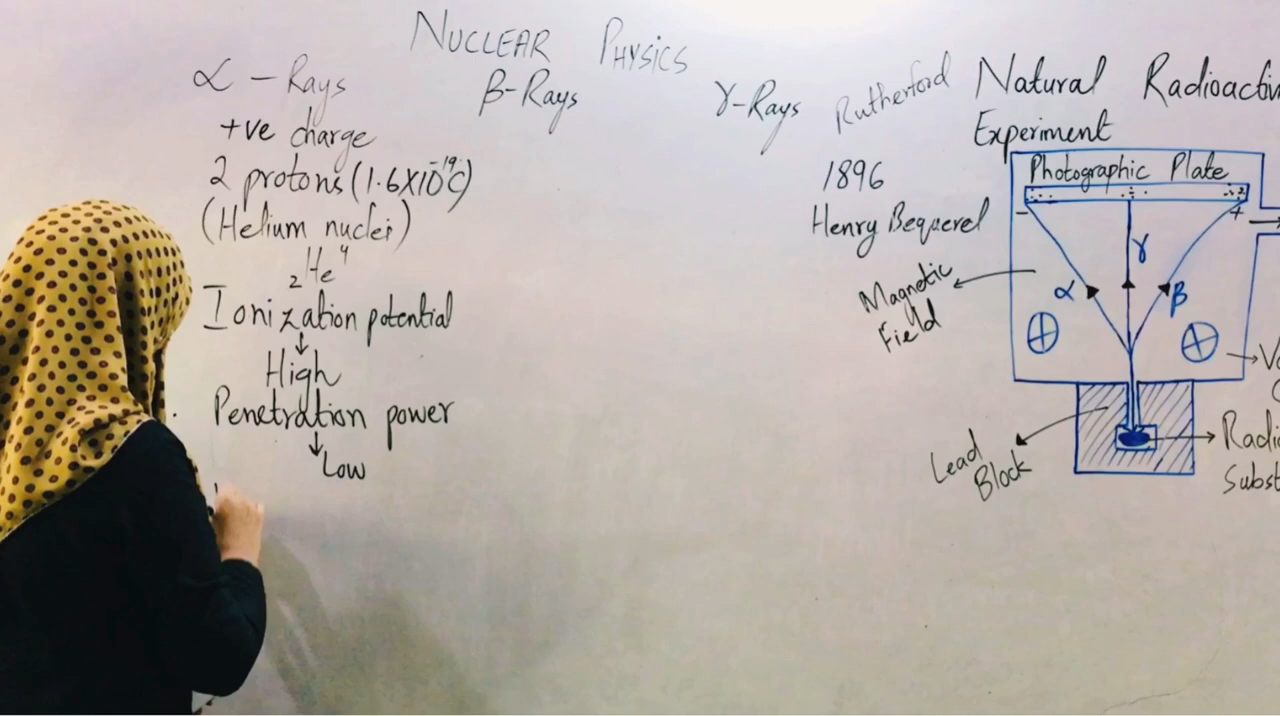 NUCLEAR PHYSICS
α - Rays
+ve charge
2 protons (1.6X10⁻¹⁹C)
(Helium nuclei)
₂He⁴
Ionization potential
↓
High
Penetration power
↓
Low
β-Rays
γ-Rays
Rutherford
1896
Henry Bequerel
Natural Radioactiv
Experiment
Photographic Plate
-
+
α
γ
β
Magnetic
Field
Lead
Block
Radi
Subst